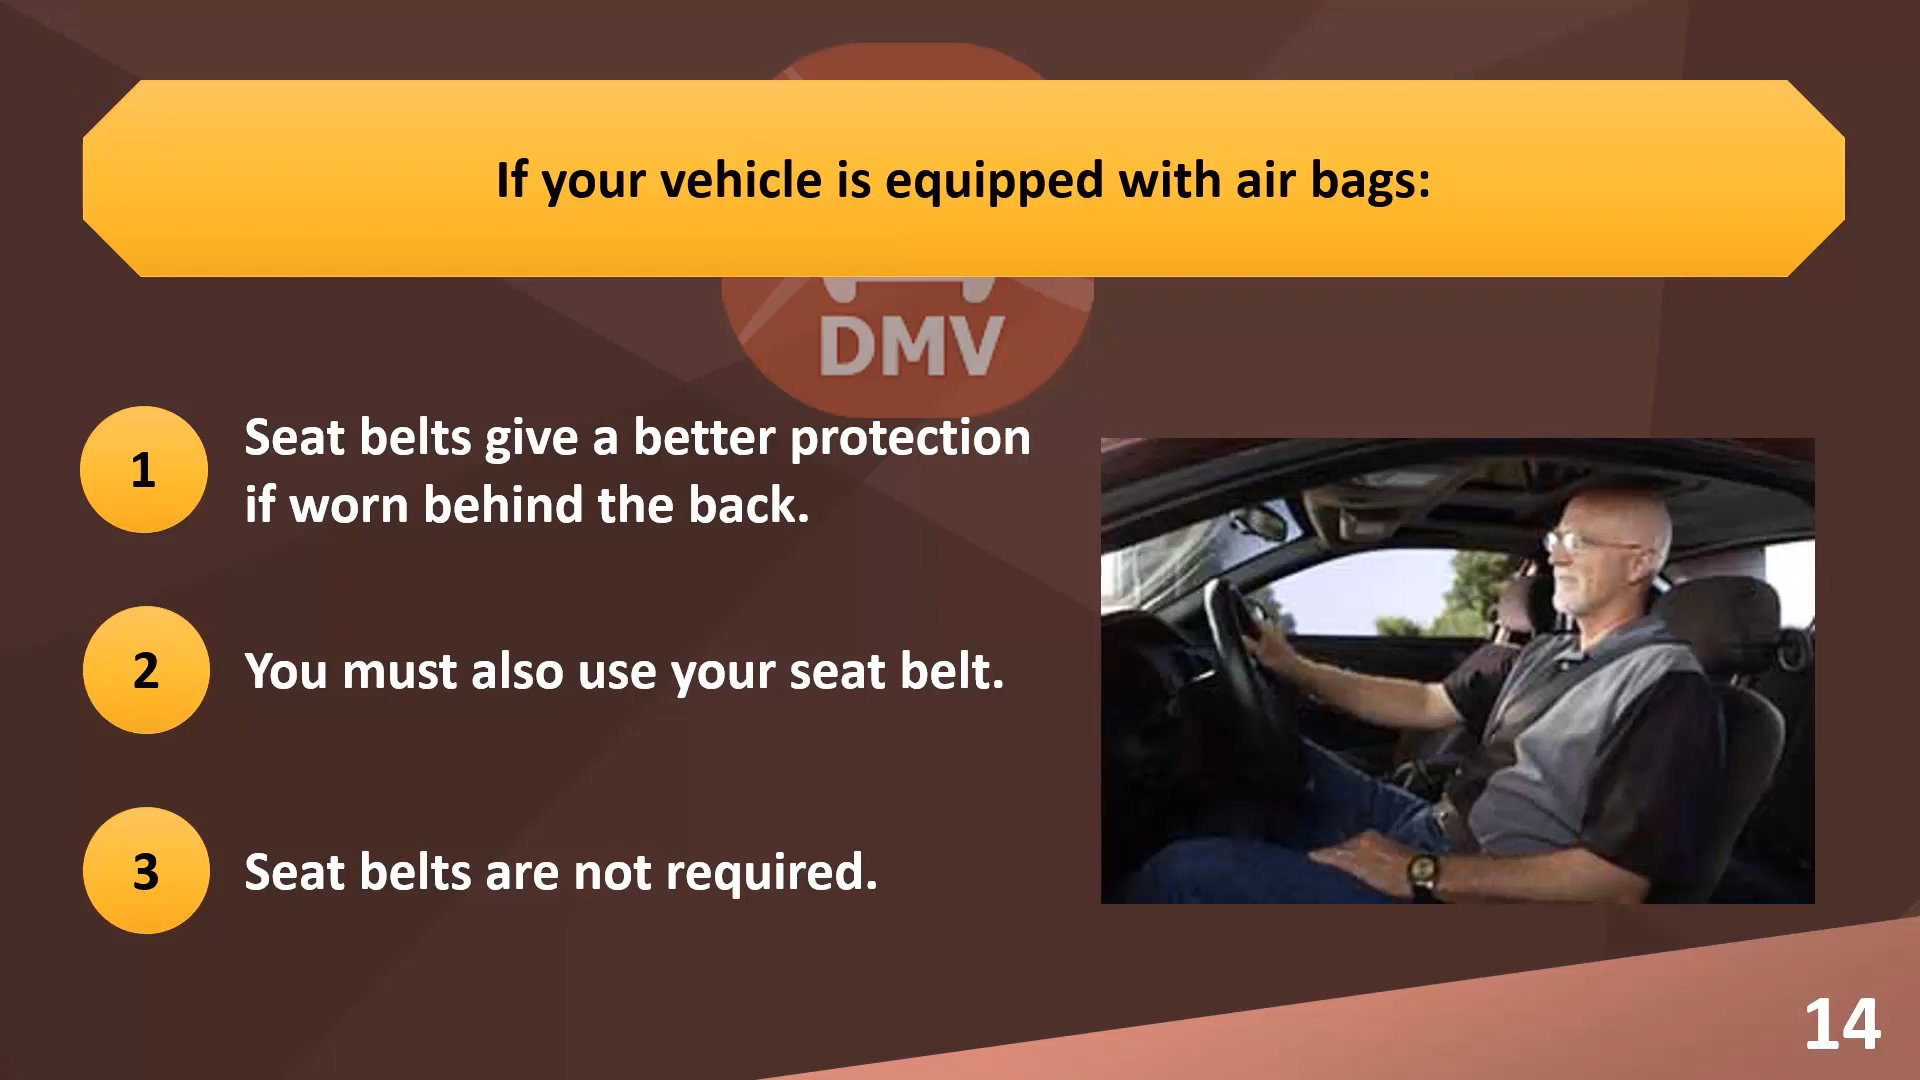 If your vehicle is equipped with air bags:
DMV
1
Seat belts give a better protection
if worn behind the back.
2
You must also use your seat belt.
3
Seat belts are not required.
14